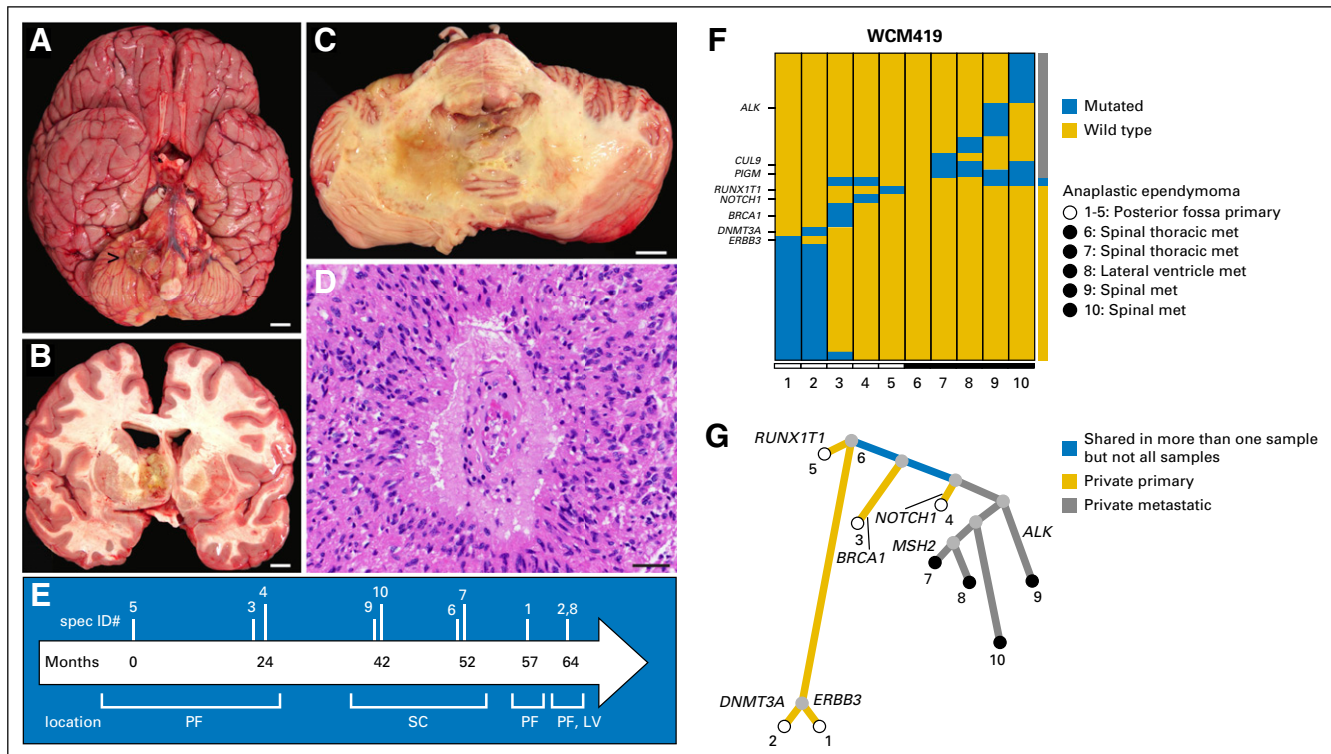 A
B
C
D
E
spec ID#
5
3
4
9
10
6
7
1
2,8
Months
0
24
42
52
57
64
location
PF
SC
PF
PF, LV
F
WCM419
ALK
CUL9
PIGM
RUNX1T1
NOTCH1
BRCA1
DNMT3A
ERBB3
1 2 3 4 5 6 7 8 9 10
Mutated
Wild type
Anaplastic ependymoma
1-5: Posterior fossa primary
6: Spinal thoracic met
7: Spinal thoracic met
8: Lateral ventricle met
9: Spinal met
10: Spinal met
G
RUNX1T1
5
6
NOTCH1
4
3
BRCA1
MSH2
ALK
7
8
9
10
DNMT3A
ERBB3
2
1
Shared in more than one sample
but not all samples
Private primary
Private metastatic